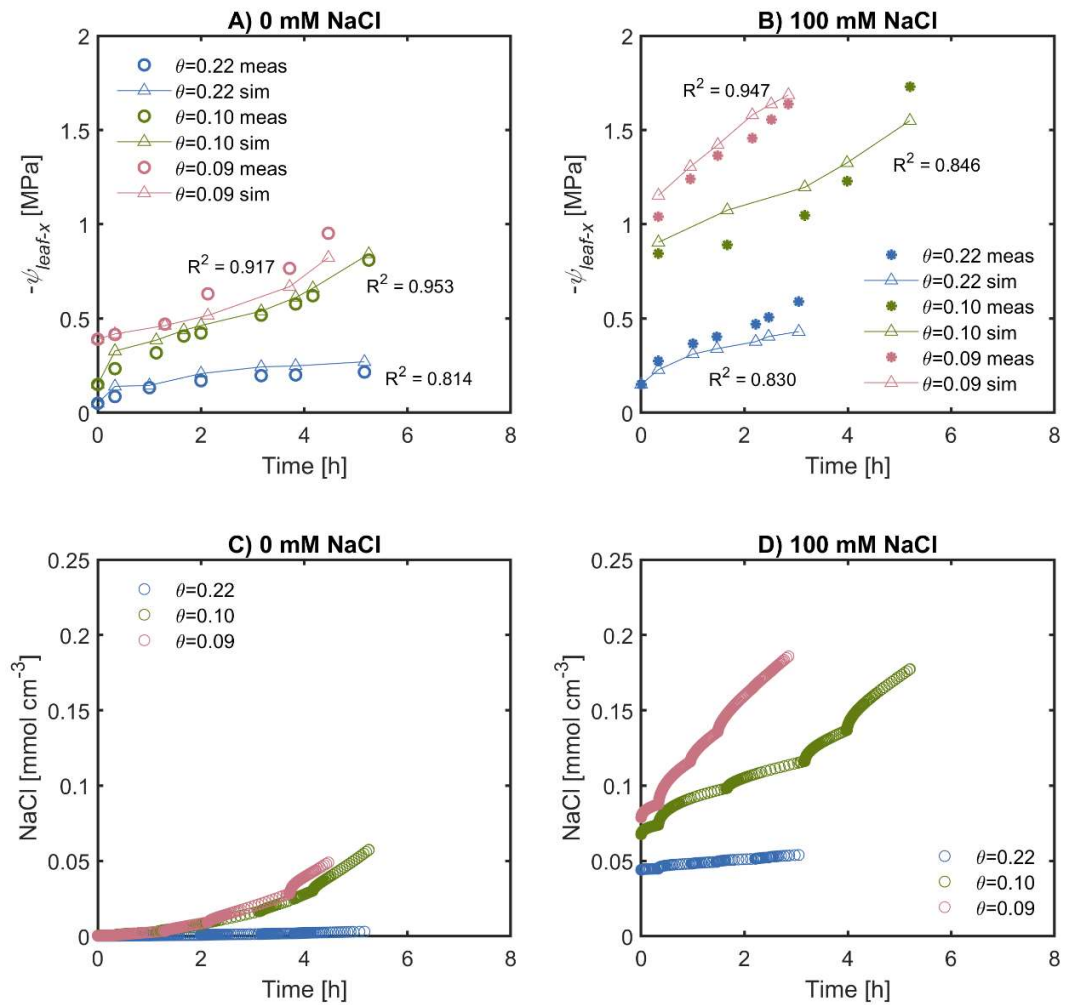 A) 0 mM NaCl
2
1.5
1
0.5
0
-ψleaf-x [MPa]
θ=0.22 meas
θ=0.22 sim
θ=0.10 meas
θ=0.10 sim
θ=0.09 meas
θ=0.09 sim
R² = 0.917
R² = 0.953
R² = 0.814
0 2 4 6 8
Time [h]
B) 100 mM NaCl
2
1.5
1
0.5
0
-ψleaf-x [MPa]
R² = 0.947
R² = 0.846
θ=0.22 meas
θ=0.22 sim
θ=0.10 meas
θ=0.10 sim
θ=0.09 meas
θ=0.09 sim
R² = 0.830
0 2 4 6 8
Time [h]
C) 0 mM NaCl
0.25
0.2
0.15
0.1
0.05
0
NaCl [mmol cm⁻³]
θ=0.22
θ=0.10
θ=0.09
0 2 4 6 8
Time [h]
D) 100 mM NaCl
0.25
0.2
0.15
0.1
0.05
0
NaCl [mmol cm⁻³]
θ=0.22
θ=0.10
θ=0.09
0 2 4 6 8
Time [h]